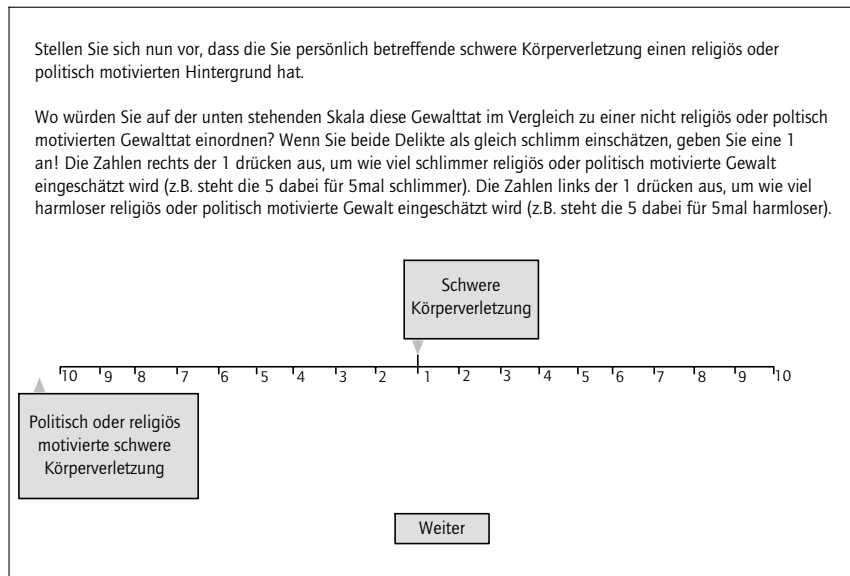 Stellen Sie sich nun vor, dass die Sie persönlich betreffende schwere Körperverletzung einen religiös oder
politisch motivierten Hintergrund hat.
Wo würden Sie auf der unten stehenden Skala diese Gewalttat im Vergleich zu einer nicht religiös oder poltisch
motivierten Gewalttat einordnen? Wenn Sie beide Delikte als gleich schlimm einschätzen, geben Sie eine 1
an! Die Zahlen rechts der 1 drücken aus, um wie viel schlimmer religiös oder politisch motivierte Gewalt
eingeschätzt wird (z.B. steht die 5 dabei für 5mal schlimmer). Die Zahlen links der 1 drücken aus, um wie viel
harmloser religiös oder politisch motivierte Gewalt eingeschätzt wird (z.B. steht die 5 dabei für 5mal harmloser).
Schwere
Körperverletzung
10 9 8 7 6 5 4 3 2 1 2 3 4 5 6 7 8 9 10
Politisch oder religiös
motivierte schwere
Körperverletzung
Weiter